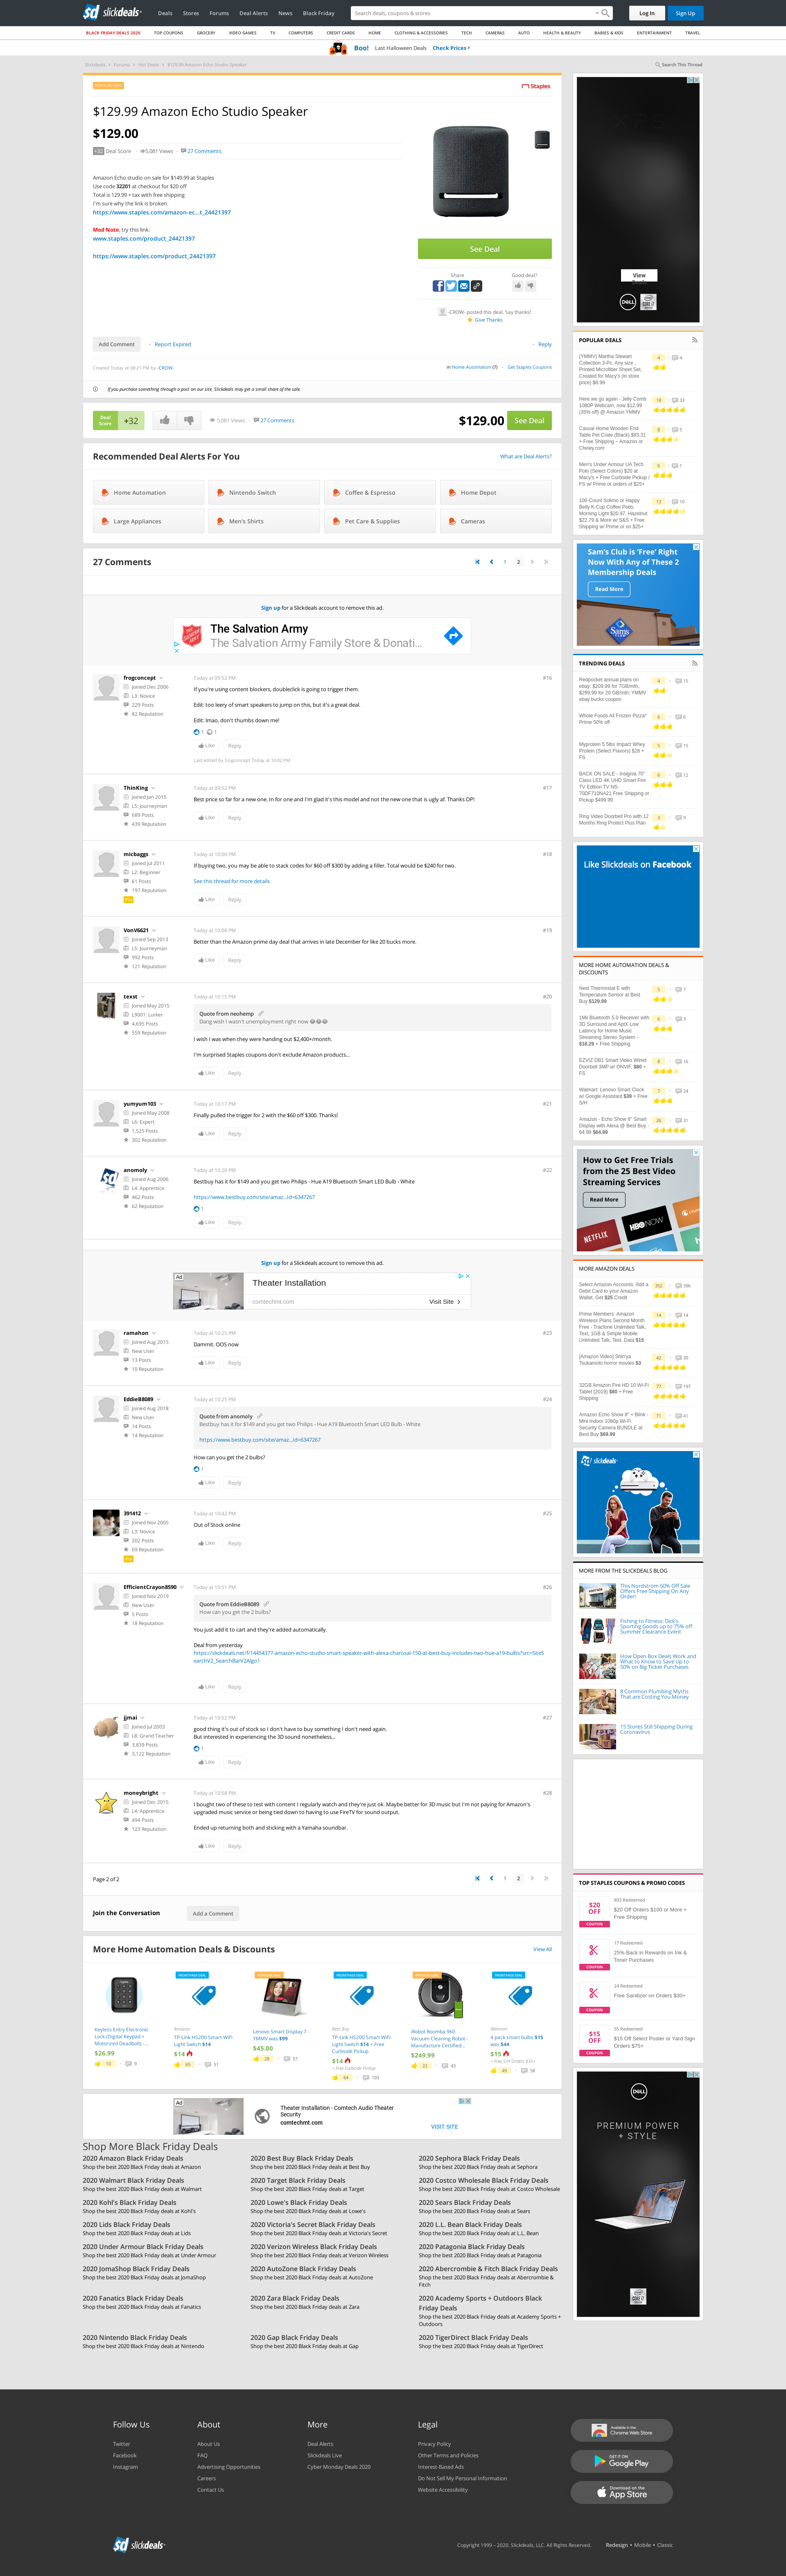 slickdeals
Deals Stores Forums Deal Alerts News Black Friday
Search deals, coupons & stores
Log In Sign Up
BLACK FRIDAY DEALS 2020 TOP COUPONS GROCERY VIDEO GAMES TV COMPUTERS CREDIT CARDS HOME CLOTHING & ACCESSORIES TECH CAMERAS AUTO HEALTH & BEAUTY BABIES & KIDS ENTERTAINMENT TRAVEL
Boo! Last Halloween Deals Check Prices
Slickdeals > Forums > Hot Deals > $129.99 Amazon Echo Studio Speaker
Search This Thread
Staples
$129.99 Amazon Echo Studio Speaker
$129.00
+32 Deal Score 5,081 Views 27 Comments
Amazon Echo studio on sale for $149.99 at Staples
Use code 32201 at checkout for $20 off
Total is 129.99 + tax with free shipping
I'm sure why the link is broken.
https://www.staples.com/amazon-ec...t_24421397
Mod Note, try this link:
www.staples.com/product_24421397
https://www.staples.com/product_24421397
See Deal
Share Good deal?
-CROW- posted this deal. Say thanks!
Give Thanks
Add Comment - Report Expired - Reply
Created Today at 08:21 PM by -CROW-
in Home Automation (7) Get Staples Coupons
If you purchase something through a post on our site, Slickdeals may get a small share of the sale.
Deal Score +32 5,081 Views 27 Comments $129.00 See Deal
Recommended Deal Alerts For You
What are Deal Alerts?
Home Automation Nintendo Switch Coffee & Espresso Home Depot
Large Appliances Men's Shirts Pet Care & Supplies Cameras
27 Comments
1 2
Sign up for a Slickdeals account to remove this ad.
The Salvation Army
The Salvation Army Family Store & Donati...
frogconcept
Joined Dec 2006
L3: Novice
229 Posts
82 Reputation
Today at 09:52 PM #16
If you're using content blockers, doubleclick is going to trigger them.
Edit: too leery of smart speakers to jump on this, but it's a great deal.
Edit: lmao, don't thumbs down me!
1 1
Like Reply
Last edited by frogconcept Today at 10:02 PM.
ThinKing
Joined Jan 2015
L5: Journeyman
689 Posts
439 Reputation
Today at 09:52 PM #17
Best price so far for a new one. In for one and I'm glad it's this model and not the new one that is ugly af. Thanks OP!
Like Reply
micbaggs
Joined Jul 2011
L2: Beginner
61 Posts
197 Reputation
Pro
Today at 10:00 PM #18
If buying two, you may be able to stack codes for $60 off $300 by adding a filler. Total would be $240 for two.
See this thread for more details
Like Reply
VonV6621
Joined Sep 2013
L5: Journeyman
992 Posts
121 Reputation
Today at 10:08 PM #19
Better than the Amazon prime day deal that arrives in late December for like 20 bucks more.
Like Reply
texst
Joined May 2015
L9001: Lurker
4,695 Posts
559 Reputation
Today at 10:15 PM #20
Quote from neohemp
Dang wish I wasn't unemployment right now 😂😂😂
I wish I was when they were handing out $2,400+/month.
I'm surprised Staples coupons don't exclude Amazon products...
Like Reply
yumyum103
Joined May 2008
L6: Expert
1,525 Posts
302 Reputation
Today at 10:17 PM #21
Finally pulled the trigger for 2 with the $60 off $300. Thanks!
Like Reply
anomoly
Joined Aug 2006
L4: Apprentice
462 Posts
62 Reputation
Today at 10:20 PM #22
Bestbuy has it for $149 and you get two Philips - Hue A19 Bluetooth Smart LED Bulb - White
https://www.bestbuy.com/site/amaz...Id=6347267
1
Like Reply
Sign up for a Slickdeals account to remove this ad.
Ad
Theater Installation
comtechmnt.com Visit Site
ramahon
Joined Aug 2015
New User
13 Posts
10 Reputation
Today at 10:25 PM #23
Dammit. OOS now
Like Reply
EddieB8089
Joined Aug 2018
New User
14 Posts
14 Reputation
Today at 10:25 PM #24
Quote from anomoly
Bestbuy has it for $149 and you get two Philips - Hue A19 Bluetooth Smart LED Bulb - White
https://www.bestbuy.com/site/amaz...Id=6347267
How can you get the 2 bulbs?
1
Like Reply
391412
Joined Nov 2005
L3: Novice
202 Posts
69 Reputation
Pro
Today at 10:42 PM #25
Out of Stock online
Like Reply
EfficientCrayon8590
Joined Nov 2019
New User
5 Posts
18 Reputation
Today at 10:51 PM #26
Quote from EddieB8089
How can you get the 2 bulbs?
You just add it to cart and they're added automatically.
Deal from yesterday
https://slickdeals.net/f/14454377-amazon-echo-studio-smart-speaker-with-alexa-charcoal-150-at-best-buy-includes-two-hue-a19-bulbs?src=SiteS
earchV2_SearchBarV2Algo1
Like Reply
jjmai
Joined Jul 2003
L8: Grand Teacher
3,839 Posts
3,122 Reputation
Today at 10:52 PM #27
good thing it's out of stock so I don't have to buy something I don't need again.
But interested in experiencing the 3D sound nonetheless...
1
Like Reply
moneybright
Joined Dec 2015
L4: Apprentice
494 Posts
123 Reputation
Today at 10:58 PM #28
I bought two of these to test with content I regularly watch and they're just ok. Maybe better for 3D music but I'm not paying for Amazon's
upgraded music service or being tied down to having to use FireTV for sound output.
Ended up returning both and sticking with a Yamaha soundbar.
Like Reply
Page 2 of 2
1 2
Join the Conversation Add a Comment
More Home Automation Deals & Discounts
View All
Keyless Entry Electronic
Lock (Digital Keypad +
Motorized Deadbolt) -...
$26.99
10 9
FRONTPAGE DEAL
Amazon
TP-Link HS200 Smart WiFi
Light Switch $14
$14
65 51
Lenovo Smart Display 7 -
YMMV was $99
$45.00
28 57
FRONTPAGE DEAL
Best Buy
TP-Link HS200 Smart WiFi
Light Switch $14 + Free
Curbside Pickup
$14
+ Free Curbside Pickup
64 103
iRobot Roomba 960
Vacuum Cleaning Robot -
Manufacture Certified...
$249.99
22 43
FRONTPAGE DEAL
Walmart
4 pack smart bulbs $15
was $44
$15
+ Free S/H Orders $35+
49 58
Ad
Theater Installation - Comtech Audio Theater
Security
comtechmt.com
VISIT SITE
Shop More Black Friday Deals
2020 Amazon Black Friday Deals
Shop the best 2020 Black Friday deals at Amazon
2020 Best Buy Black Friday Deals
Shop the best 2020 Black Friday deals at Best Buy
2020 Sephora Black Friday Deals
Shop the best 2020 Black Friday deals at Sephora
2020 Walmart Black Friday Deals
Shop the best 2020 Black Friday deals at Walmart
2020 Target Black Friday Deals
Shop the best 2020 Black Friday deals at Target
2020 Costco Wholesale Black Friday Deals
Shop the best 2020 Black Friday deals at Costco Wholesale
2020 Kohl's Black Friday Deals
Shop the best 2020 Black Friday deals at Kohl's
2020 Lowe's Black Friday Deals
Shop the best 2020 Black Friday deals at Lowe's
2020 Sears Black Friday Deals
Shop the best 2020 Black Friday deals at Sears
2020 Lids Black Friday Deals
Shop the best 2020 Black Friday deals at Lids
2020 Victoria's Secret Black Friday Deals
Shop the best 2020 Black Friday deals at Victoria's Secret
2020 L.L. Bean Black Friday Deals
Shop the best 2020 Black Friday deals at L.L. Bean
2020 Under Armour Black Friday Deals
Shop the best 2020 Black Friday deals at Under Armour
2020 Verizon Wireless Black Friday Deals
Shop the best 2020 Black Friday deals at Verizon Wireless
2020 Patagonia Black Friday Deals
Shop the best 2020 Black Friday deals at Patagonia
2020 JomaShop Black Friday Deals
Shop the best 2020 Black Friday deals at JomaShop
2020 AutoZone Black Friday Deals
Shop the best 2020 Black Friday deals at AutoZone
2020 Abercrombie & Fitch Black Friday Deals
Shop the best 2020 Black Friday deals at Abercrombie &
Fitch
2020 Fanatics Black Friday Deals
Shop the best 2020 Black Friday deals at Fanatics
2020 Zara Black Friday Deals
Shop the best 2020 Black Friday deals at Zara
2020 Academy Sports + Outdoors Black
Friday Deals
Shop the best 2020 Black Friday deals at Academy Sports +
Outdoors
2020 Nintendo Black Friday Deals
Shop the best 2020 Black Friday deals at Nintendo
2020 Gap Black Friday Deals
Shop the best 2020 Black Friday deals at Gap
2020 TigerDirect Black Friday Deals
Shop the best 2020 Black Friday deals at TigerDirect
View
DELL
POPULAR DEALS
(YMMV) Martha Stewart
Collection 3-Pc. Any size ,
Printed Microfiber Sheet Set,
Created for Macy's (in store
price) $6.99
4 4
Here we go again - Jelly Comb
1080P Webcam, now $12.99
(35% off) @ Amazon YMMV
18 33
Casual Home Wooden End
Table Pet Crate (Black) $83.31
+ Free Shipping ~ Amazon or
Chewy.com
8 5
Men's Under Armour UA Tech
Polo (Select Colors) $20 at
Macy's + Free Curbside Pickup /
FS w/ Prime or orders of $25+
6 1
100-Count Solimo or Happy
Belly K-Cup Coffee Pods:
Morning Light $20.87, Hazelnut
$22.79 & More w/ S&S + Free
Shipping w/ Prime or on $25+
13 10
Sam's Club is 'Free' Right
Now With Any of These 2
Membership Deals
Read More
Sam's
TRENDING DEALS
Redpocket annual plans on
ebay; $209.99 for 7GB/mth,
$299.99 for 20 GB/mth; YMMV
ebay bucks coupon
4 15
Whole Foods All Frozen Pizza*
Prime 50% off
6 6
Myprotein 5.5lbs Impact Whey
Protein (Select Flavors) $28 +
FS
5 15
BACK ON SALE - Insignia 70"
Class LED 4K UHD Smart Fire
TV Edition TV NS-
70DF710NA21 Free Shipping or
Pickup $499.99
6 12
Ring Video Doorbell Pro with 12
Months Ring Protect Plus Plan
3 9
Like Slickdeals on Facebook
MORE HOME AUTOMATION DEALS &
DISCOUNTS
Nest Thermostat E with
Temperature Sensor at Best
Buy $129.99
5 7
1Mii Bluetooth 5.0 Receiver with
3D Surround and AptX Low
Latency for Home Music
Streaming Stereo System -
$18.29 + Free Shipping
6 3
EZVIZ DB1 Smart Video Wired
Doorbell 3MP w/ ONVIF, $80 +
FS
8 16
Walmart: Lenovo Smart Clock
w/ Google Assistant $39 + Free
S/H
7 24
Amazon - Echo Show 8" Smart
Display with Alexa @ Best Buy -
64.99 $64.99
26 31
How to Get Free Trials
from the 25 Best Video
Streaming Services
Read More
NETFLIX HBO NOW
MORE AMAZON DEALS
Select Amazon Accounts: Add a
Debit Card to your Amazon
Wallet, Get $25 Credit
352 396
Prime Members: Amazon
Wireless Plans Second Month
Free - Tracfone Unlimited Talk,
Text, 1GB & Simple Mobile
Unlimited Talk, Text, Data $15
14 14
[Amazon Video] Shin'ya
Tsukamoto horror movies $3
42 30
32GB Amazon Fire HD 10 Wi-Fi
Tablet (2019) $80 + Free
Shipping
77 197
Amazon Echo Show 8" + Blink
Mini Indoor 1080p Wi-Fi
Security Camera BUNDLE at
Best Buy $69.99
71 41
slickdeals
MORE FROM THE SLICKDEALS BLOG
This Nordstrom 60% Off Sale
Offers Free Shipping On Any
Order!
Fishing to Fitness: Dick's
Sporting Goods up to 75% off
Summer Clearance Event
How Open Box Deals Work and
What to Know to Save Up to
50% on Big Ticket Purchases
8 Common Plumbing Myths
That are Costing You Money
15 Stores Still Shipping During
Coronavirus
TOP STAPLES COUPONS & PROMO CODES
$20 OFF
COUPON
893 Redeemed
$20 Off Orders $100 or More +
Free Shipping
COUPON
17 Redeemed
25% Back in Rewards on Ink &
Toner Purchases
COUPON
24 Redeemed
Free Sanitizer on Orders $30+
$15 OFF
COUPON
55 Redeemed
$15 Off Select Poster or Yard Sign
Orders $75+
DELL
PREMIUM POWER
+ STYLE
Follow Us
Twitter
Facebook
Instagram
About
About Us
FAQ
Advertising Opportunities
Careers
Contact Us
More
Deal Alerts
Slickdeals Live
Cyber Monday Deals 2020
Legal
Privacy Policy
Other Terms and Policies
Interest-Based Ads
Do Not Sell My Personal Information
Website Accessibility
Available in the
Chrome Web Store
GET IT ON
Google Play
Download on the
App Store
slickdeals
Copyright 1999 - 2020. Slickdeals, LLC. All Rights Reserved. Redesign • Mobile • Classic